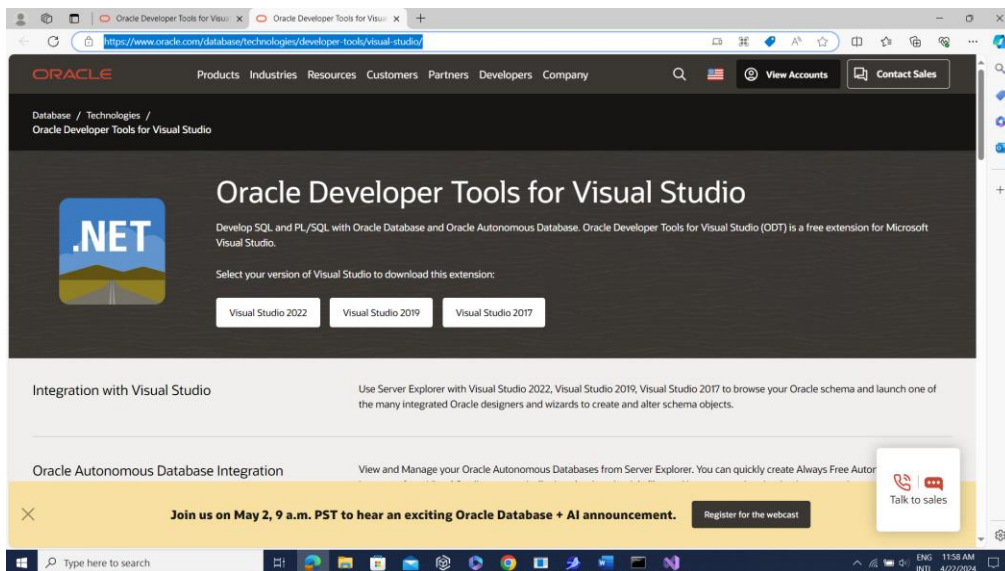 Oracle Developer Tools for Visua
Oracle Developer Tools for Visua
https://www.oracle.com/database/technologies/developer-tools/visual-studio/
ORACLE
Products Industries Resources Customers Partners Developers Company
View Accounts
Contact Sales
Database / Technologies /
Oracle Developer Tools for Visual Studio
.NET
Oracle Developer Tools for Visual Studio
Develop SQL and PL/SQL with Oracle Database and Oracle Autonomous Database. Oracle Developer Tools for Visual Studio (ODT) is a free extension for Microsoft
Visual Studio.
Select your version of Visual Studio to download this extension:
Visual Studio 2022 Visual Studio 2019 Visual Studio 2017
Integration with Visual Studio
Use Server Explorer with Visual Studio 2022, Visual Studio 2019, Visual Studio 2017 to browse your Oracle schema and launch one of
the many integrated Oracle designers and wizards to create and alter schema objects.
Oracle Autonomous Database Integration
View and Manage your Oracle Autonomous Databases from Server Explorer. You can quickly create Always Free Auton
Talk to sales
Join us on May 2, 9 a.m. PST to hear an exciting Oracle Database + AI announcement.
Register for the webcast
Type here to search
ENG 11:58 AM
INTL 4/22/2024